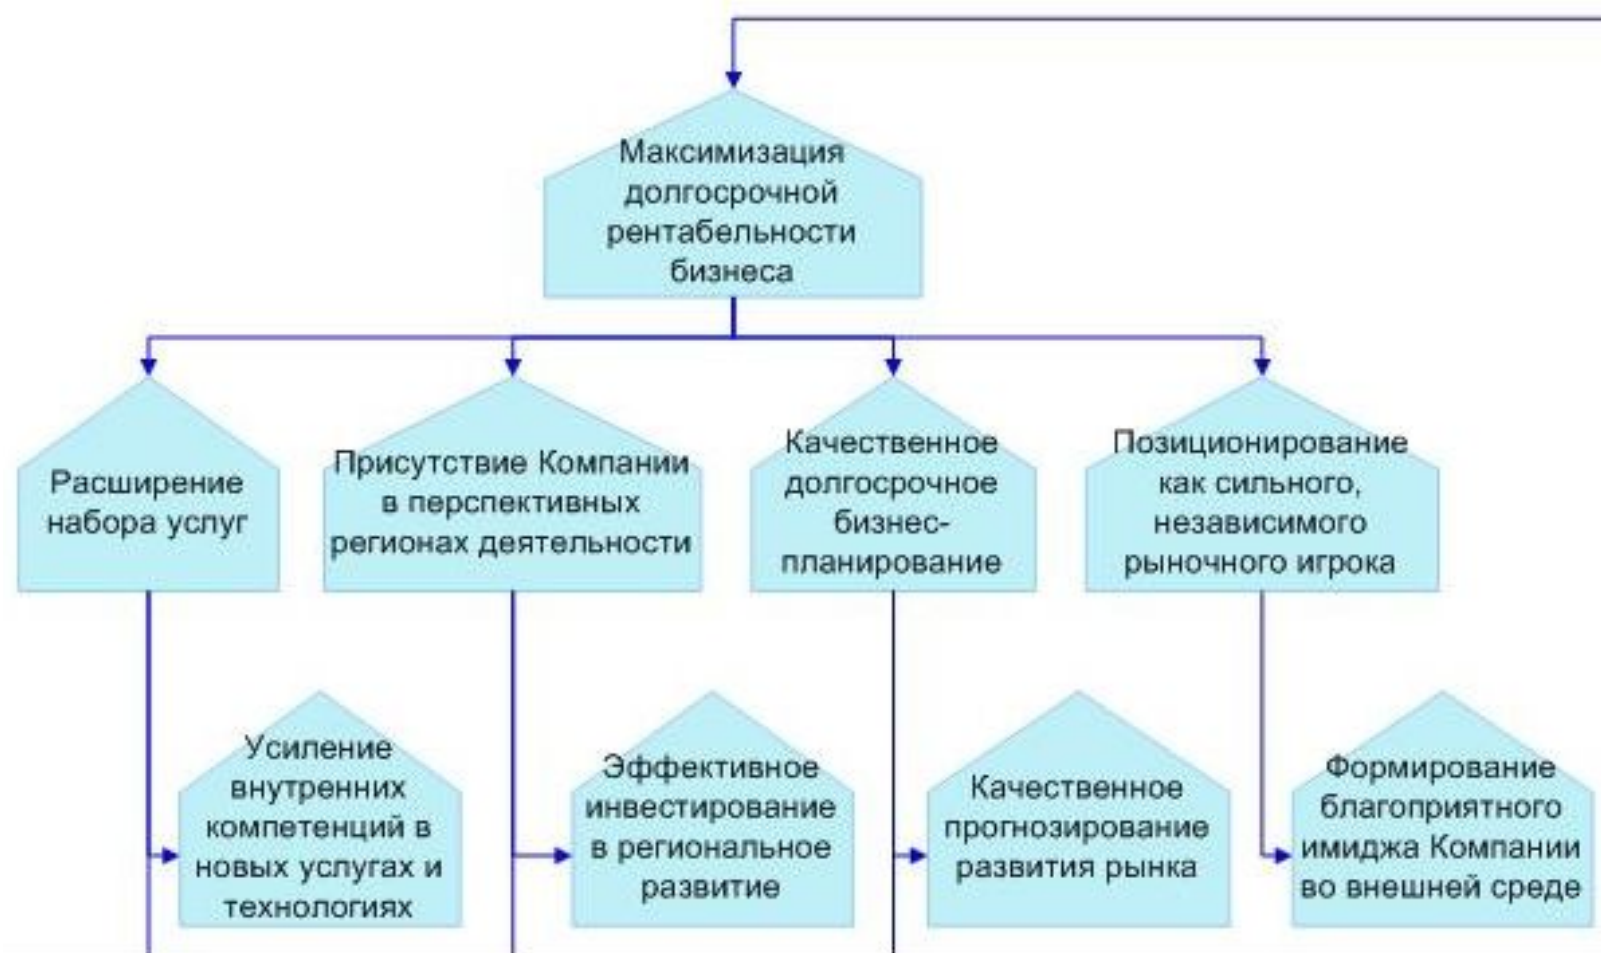 Максимизация
долгосрочной
рентабельности
бизнеса
Расширение
набора услуг
Присутствие Компании
в перспективных
регионах деятельности
Качественное
долгосрочное
бизнес-
планирование
Позиционирование
как сильного,
независимого
рыночного игрока
Усиление
внутренних
компетенций в
новых услугах и
технологиях
Эффективное
инвестирование
в региональное
развитие
Качественное
прогнозирование
развития рынка
Формирование
благоприятного
имиджа Компании
во внешней среде